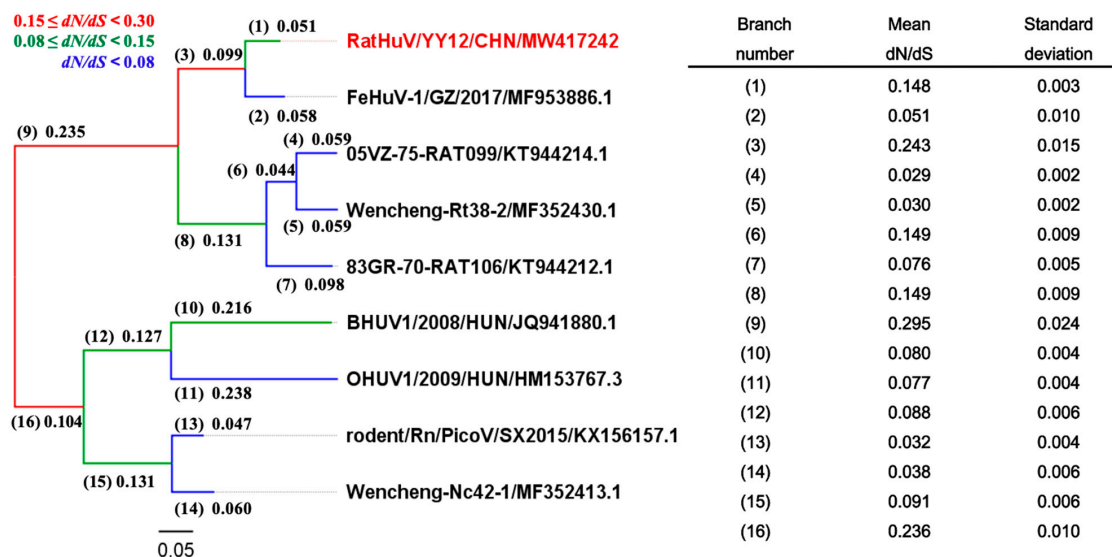 0.15 ≤ dN/dS < 0.30
0.08 ≤ dN/dS < 0.15
dN/dS < 0.08
(1) 0.051
RatHuV/YY12/CHN/MW417242
(3) 0.099
FeHuV-1/GZ/2017/MF953886.1
(2) 0.058
(9) 0.235
(4) 0.059
05VZ-75-RAT099/KT944214.1
(6) 0.044
Wencheng-Rt38-2/MF352430.1
(5) 0.059
(8) 0.131
83GR-70-RAT106/KT944212.1
(7) 0.098
(10) 0.216
BHUV1/2008/HUN/JQ941880.1
(12) 0.127
OHUV1/2009/HUN/HM153767.3
(11) 0.238
(16) 0.104
(13) 0.047
rodent/Rn/PicoV/SX2015/KX156157.1
(15) 0.131
Wencheng-Nc42-1/MF352413.1
(14) 0.060
0.05
Branch Mean Standard
number dN/dS deviation
(1) 0.148 0.003
(2) 0.051 0.010
(3) 0.243 0.015
(4) 0.029 0.002
(5) 0.030 0.002
(6) 0.149 0.009
(7) 0.076 0.005
(8) 0.149 0.009
(9) 0.295 0.024
(10) 0.080 0.004
(11) 0.077 0.004
(12) 0.088 0.006
(13) 0.032 0.004
(14) 0.038 0.006
(15) 0.091 0.006
(16) 0.236 0.010